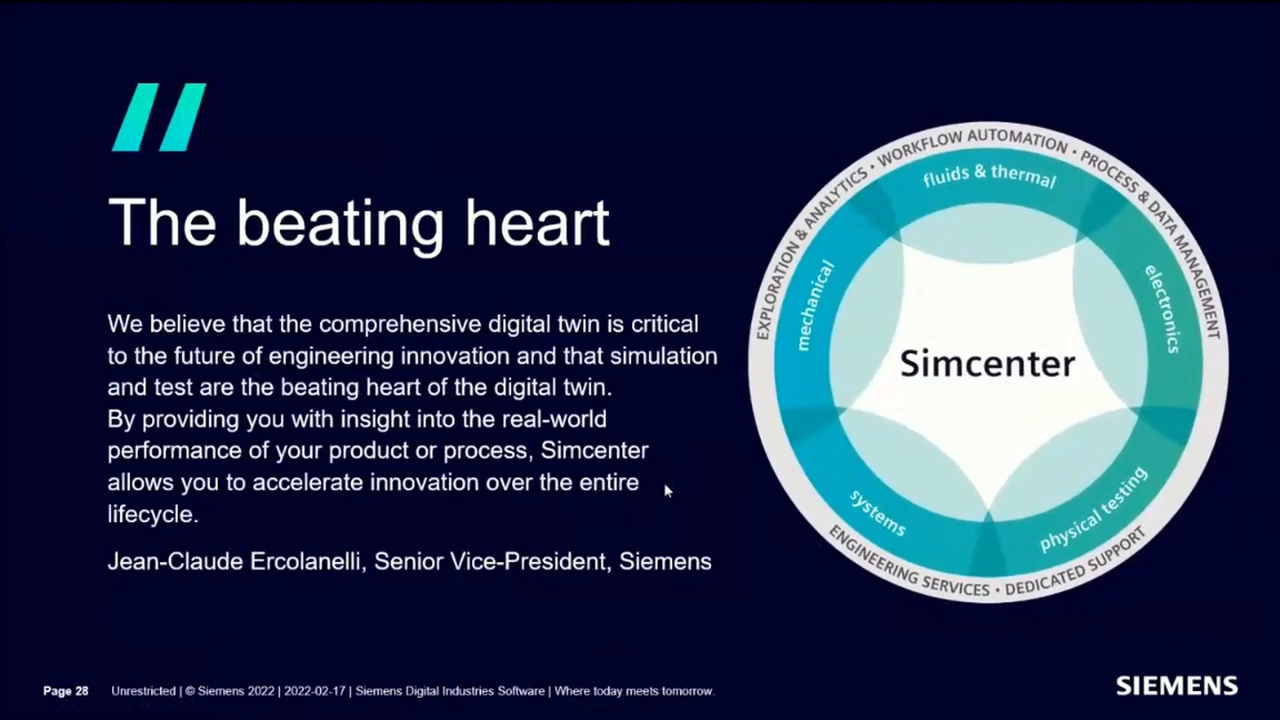 The beating heart
We believe that the comprehensive digital twin is critical
to the future of engineering innovation and that simulation
and test are the beating heart of the digital twin.
By providing you with insight into the real-world
performance of your product or process, Simcenter
allows you to accelerate innovation over the entire
lifecycle.
Jean-Claude Ercolanelli, Senior Vice-President, Siemens
EXPLORATION & ANALYTICS • WORKFLOW AUTOMATION • PROCESS & DATA MANAGEMENT
fluids & thermal
mechanical
electronics
Simcenter
systems
physical testing
ENGINEERING SERVICES • DEDICATED SUPPORT
Page 28 Unrestricted | © Siemens 2022 | 2022-02-17 | Siemens Digital Industries Software | Where today meets tomorrow.
SIEMENS